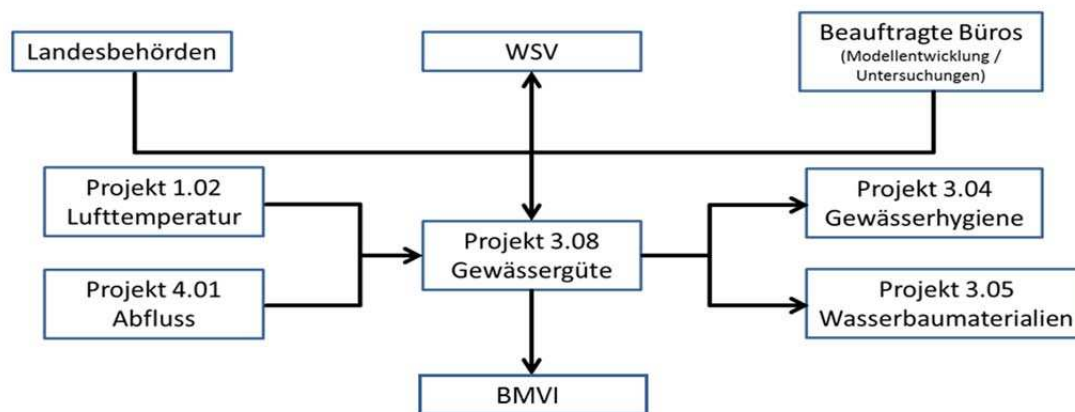 Landesbehörden
WSV
Beauftragte Büros
(Modellentwicklung /
Untersuchungen)
Projekt 1.02
Lufttemperatur
Projekt 4.01
Abfluss
Projekt 3.08
Gewässergüte
Projekt 3.04
Gewässerhygiene
Projekt 3.05
Wasserbaumaterialien
BMVI